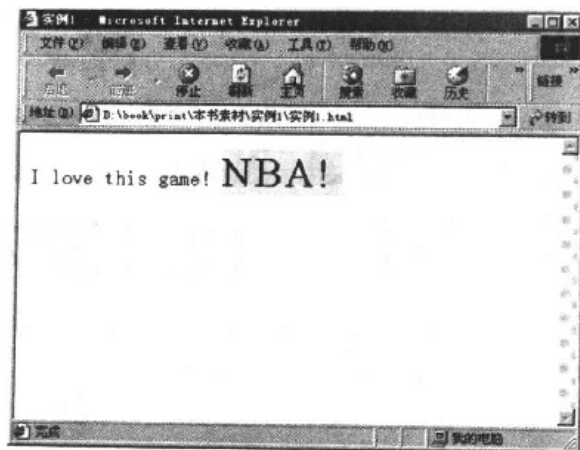 实例1 - Microsoft Internet Explorer
文件(F) 编辑(E) 查看(V) 收藏(A) 工具(T) 帮助(H)
后退 前进 停止 刷新 主页 搜索 收藏 历史 » 链接 »
地址(D) D:\book\print\本书素材\实例1\实例1.html 转到
I love this game! NBA!
完成 我的电脑